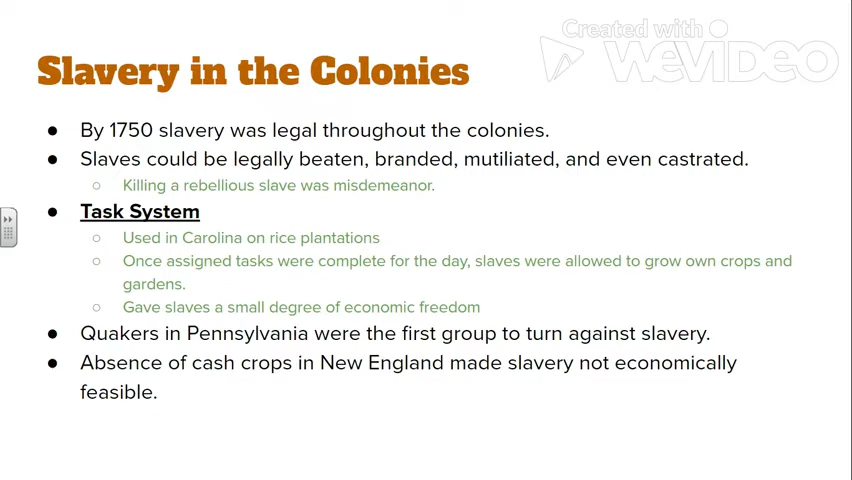 Created with
WEVIDEO
Slavery in the Colonies
● By 1750 slavery was legal throughout the colonies.
● Slaves could be legally beaten, branded, mutiliated, and even castrated.
○ Killing a rebellious slave was misdemeanor.
● Task System
○ Used in Carolina on rice plantations
○ Once assigned tasks were complete for the day, slaves were allowed to grow own crops and
gardens.
○ Gave slaves a small degree of economic freedom
● Quakers in Pennsylvania were the first group to turn against slavery.
● Absence of cash crops in New England made slavery not economically
feasible.